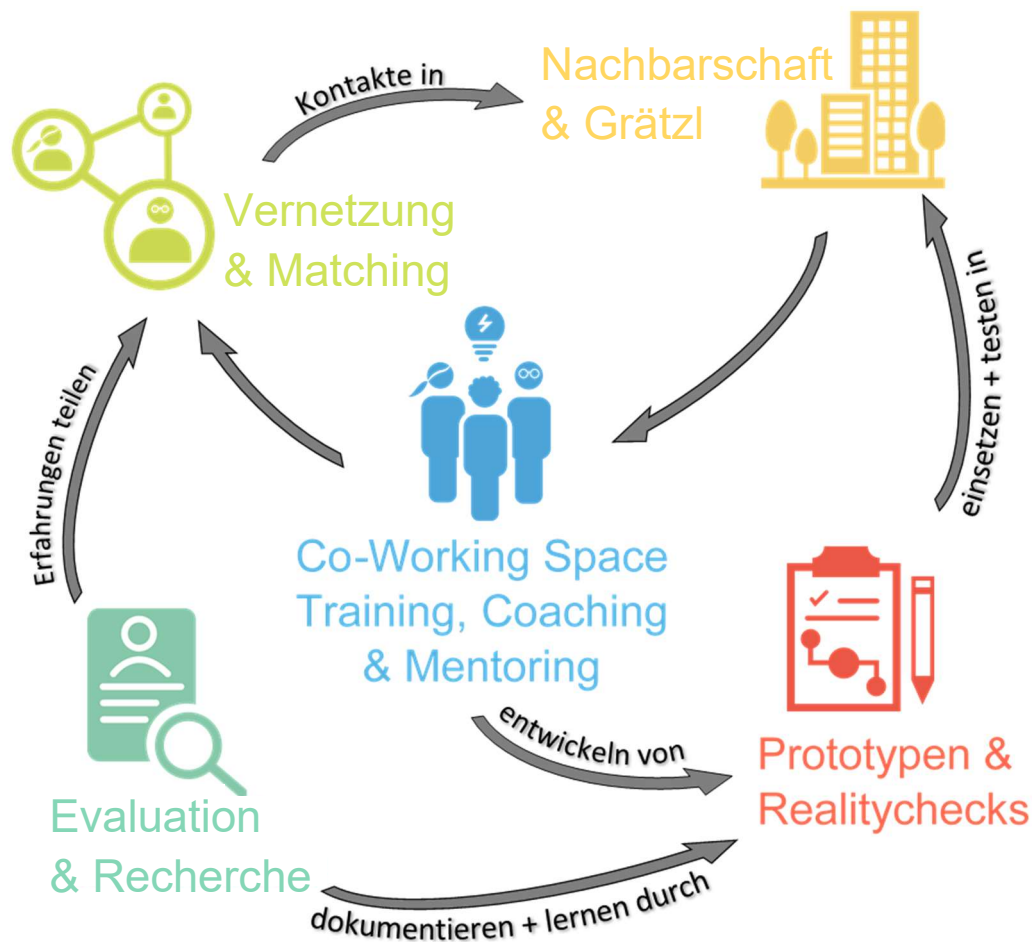 Kontakte in
Nachbarschaft
& Grätzl
Vernetzung
& Matching
Erfahrungen teilen
einsetzen + testen in
Co-Working Space
Training, Coaching
& Mentoring
entwickeln von
Prototypen &
Realitychecks
Evaluation
& Recherche
dokumentieren + lernen durch